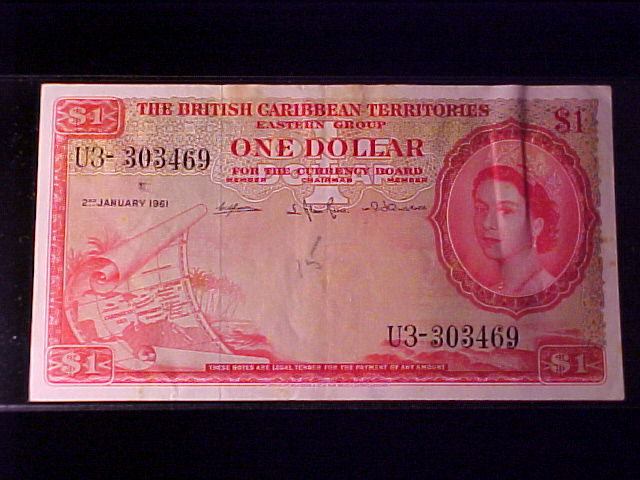 $1
THE BRITISH CARIBBEAN TERRITORIES
$1
EASTERN GROUP
U3-303469
ONE DOLLAR
FOR THE CURRENCY BOARD
MEMBER CHAIRMAN MEMBER
2ND JANUARY 1961
15
U3-303469
$1
THESE NOTES ARE LEGAL TENDER FOR THE PAYMENT OF ANY AMOUNT
$1